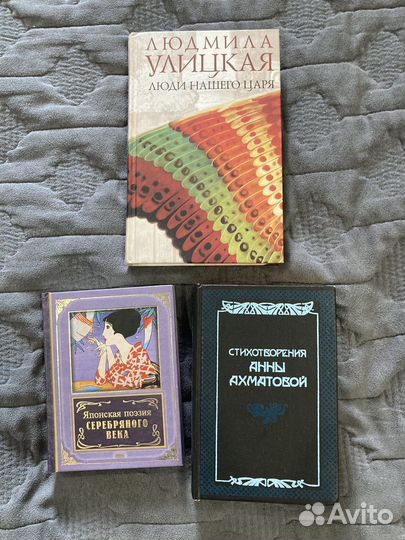 ЛЮДМИЛА
УЛИЦКАЯ
ЛЮДИ НАШЕГО ЦАРЯ
Японская поэзия
СЕРЕБРЯНОГО
ВЕКА
СТИХОТВОРЕНИЯ
АННЫ
АХМАТОВОЙ
Avito